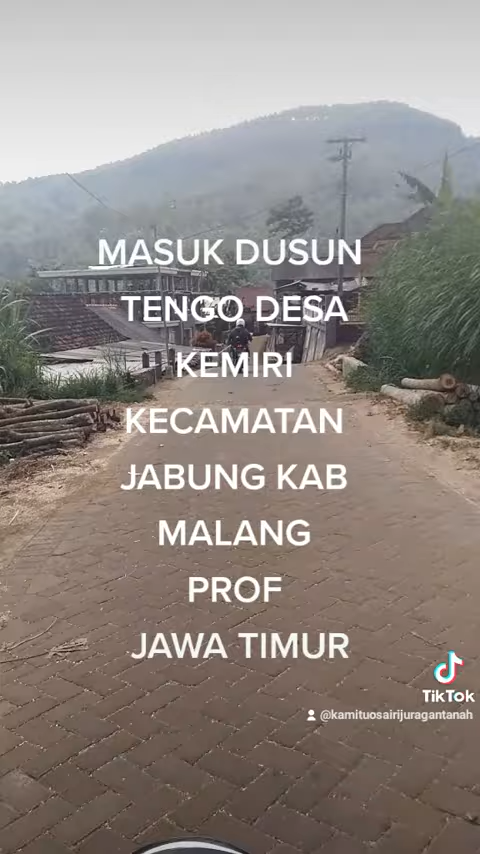 MASUK DUSUN
TENGO DESA
KEMIRI
KECAMATAN
JABUNG KAB
MALANG
PROF
JAWA TIMUR
TikTok
@kamituosairijuragantanah